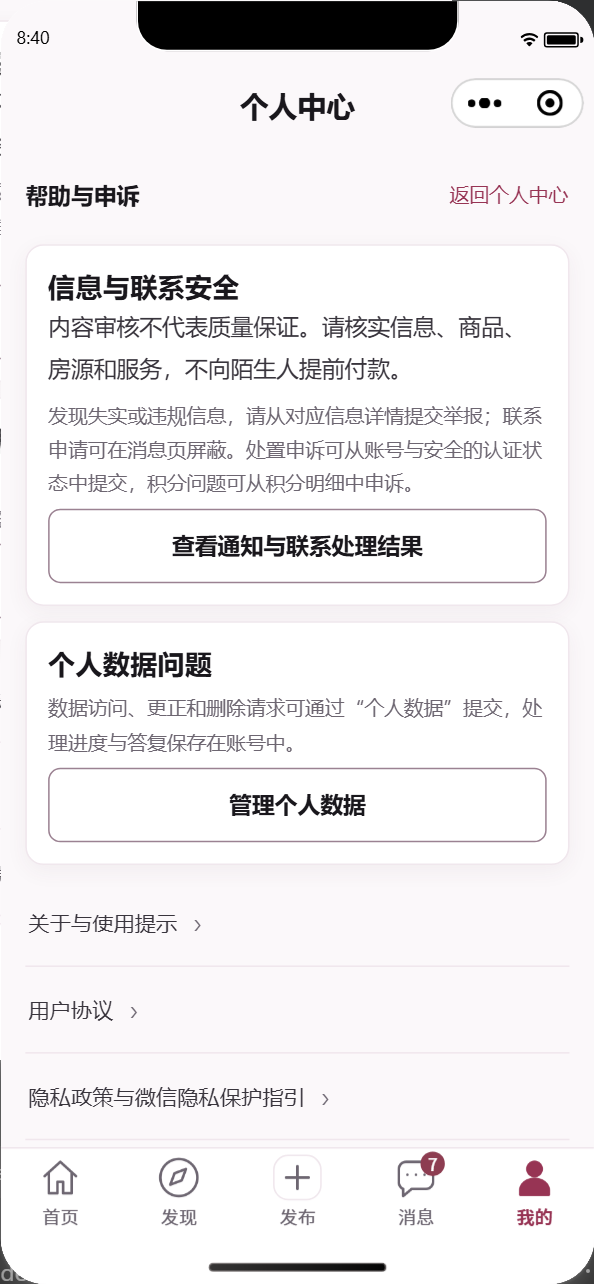 8:40
个人中心
帮助与申诉
返回个人中心
信息与联系安全
内容审核不代表质量保证。请核实信息、商品、
房源和服务，不向陌生人提前付款。
发现失实或违规信息，请从对应信息详情提交举报；联系
申请可在消息页屏蔽。处置申诉可从账号与安全的认证状
态中提交，积分问题可从积分明细中申诉。
查看通知与联系处理结果
个人数据问题
数据访问、更正和删除请求可通过“个人数据”提交，处
理进度与答复保存在账号中。
管理个人数据
关于与使用提示 ›
用户协议 ›
隐私政策与微信隐私保护指引 ›
7
首页
发现
发布
消息
我的